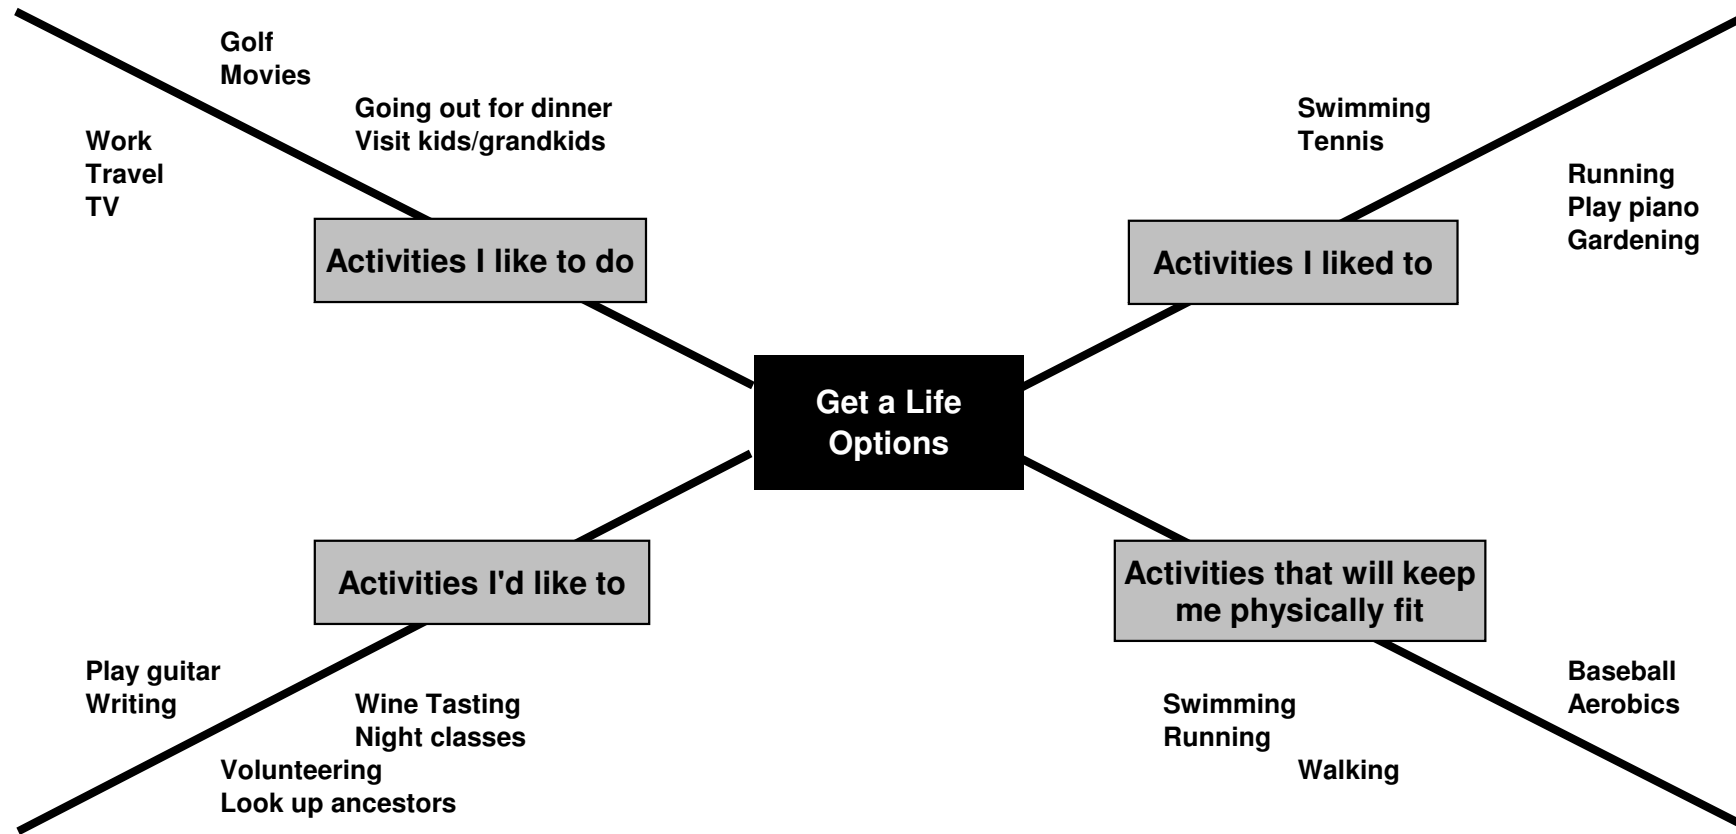 Golf
Movies
Going out for dinner
Visit kids/grandkids
Work
Travel
TV
Activities I like to do
Swimming
Tennis
Running
Play piano
Gardening
Activities I liked to
Get a Life
Options
Activities I'd like to
Play guitar
Writing
Wine Tasting
Night classes
Volunteering
Look up ancestors
Activities that will keep
me physically fit
Baseball
Aerobics
Swimming
Running
Walking